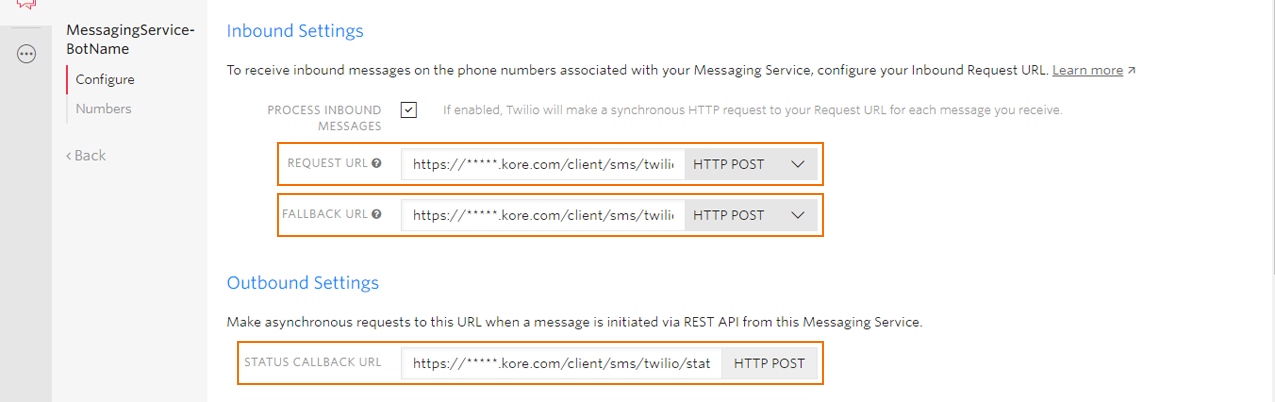 MessagingService-
BotName
Configure
Numbers
Back
Inbound Settings
To receive inbound messages on the phone numbers associated with your Messaging Service, configure your Inbound Request URL. Learn more
PROCESS INBOUND
MESSAGES
If enabled, Twilio will make a synchronous HTTP request to your Request URL for each message you receive.
REQUEST URL https://*****.kore.com/client/sms/twili HTTP POST
FALLBACK URL https://*****.kore.com/client/sms/twili HTTP POST
Outbound Settings
Make asynchronous requests to this URL when a message is initiated via REST API from this Messaging Service.
STATUS CALLBACK URL https://*****.kore.com/client/sms/twilio/stat HTTP POST